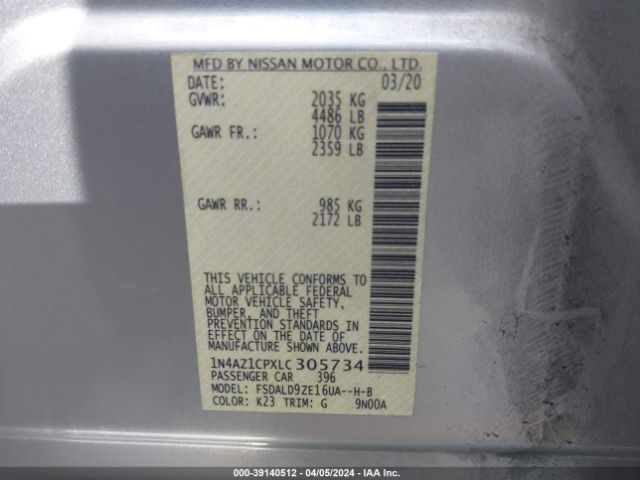 MFD BY NISSAN MOTOR CO., LTD.
DATE: 03/20
GVWR: 2035 KG
4486 LB
GAWR FR.: 1070 KG
2359 LB
GAWR RR.: 985 KG
2172 LB
THIS VEHICLE CONFORMS TO
ALL APPLICABLE FEDERAL
MOTOR VEHICLE SAFETY,
BUMPER, AND THEFT
PREVENTION STANDARDS IN
EFFECT ON THE DATE OF
MANUFACTURE SHOWN ABOVE.
1N4AZ1CPXLC305734
PASSENGER CAR 396
MODEL: FSDALD9ZE16UA--H-B
COLOR: K23 TRIM: G 9N00A
000-39140512 - 04/05/2024 - IAA Inc.